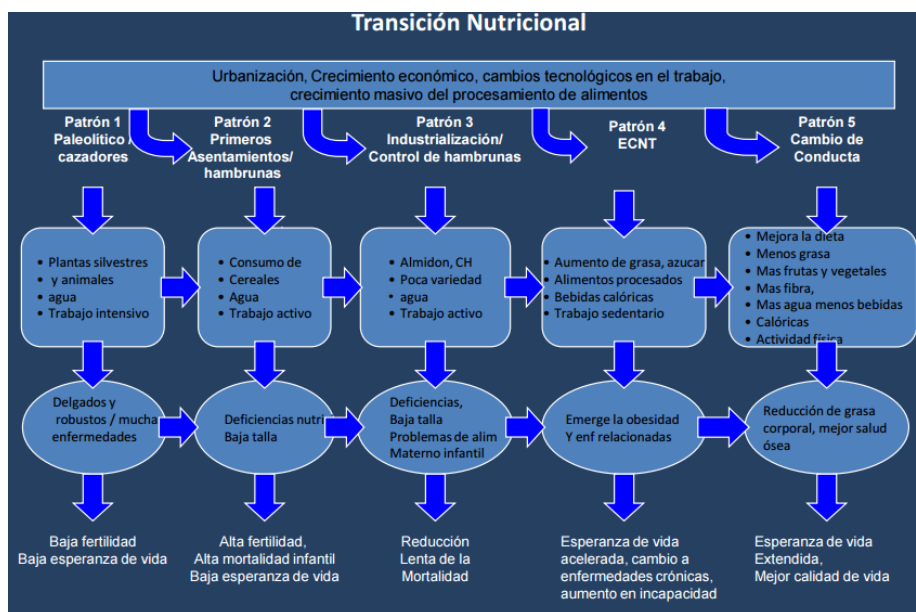 Transición Nutricional
Urbanización, Crecimiento económico, cambios tecnológicos en el trabajo,
crecimiento masivo del procesamiento de alimentos
Patrón 1
Paleolítico /
cazadores
Patrón 2
Primeros
Asentamientos/
hambrunas
Patrón 3
Industrialización/
Control de hambrunas
Patrón 4
ECNT
Patrón 5
Cambio de
Conducta
• Plantas silvestres
• y animales
• agua
• Trabajo intensivo
• Consumo de
• Cereales
• Agua
• Trabajo activo
• Almidon, CH
• Poca variedad
• agua
• Trabajo activo
• Aumento de grasa, azucar
• Alimentos procesados
• Bebidas calóricas
• Trabajo sedentario
• Mejora la dieta
• Menos grasa
• Mas frutas y vegetales
• Mas fibra,
• Mas agua menos bebidas
• Calóricas
• Actividad física
Delgados y
robustos / mucha
enfermedades
Deficiencias nutri
Baja talla
Deficiencias,
Baja talla
Problemas de alim
Materno infantil
Emerge la obesidad
Y enf relacionadas
Reducción de grasa
corporal, mejor salud
ósea
Baja fertilidad
Baja esperanza de vida
Alta fertilidad,
Alta mortalidad infantil
Baja esperanza de vida
Reducción
Lenta de la
Mortalidad
Esperanza de vida
acelerada, cambio a
enfermedades crónicas,
aumento en incapacidad
Esperanza de vida
Extendida,
Mejor calidad de vida